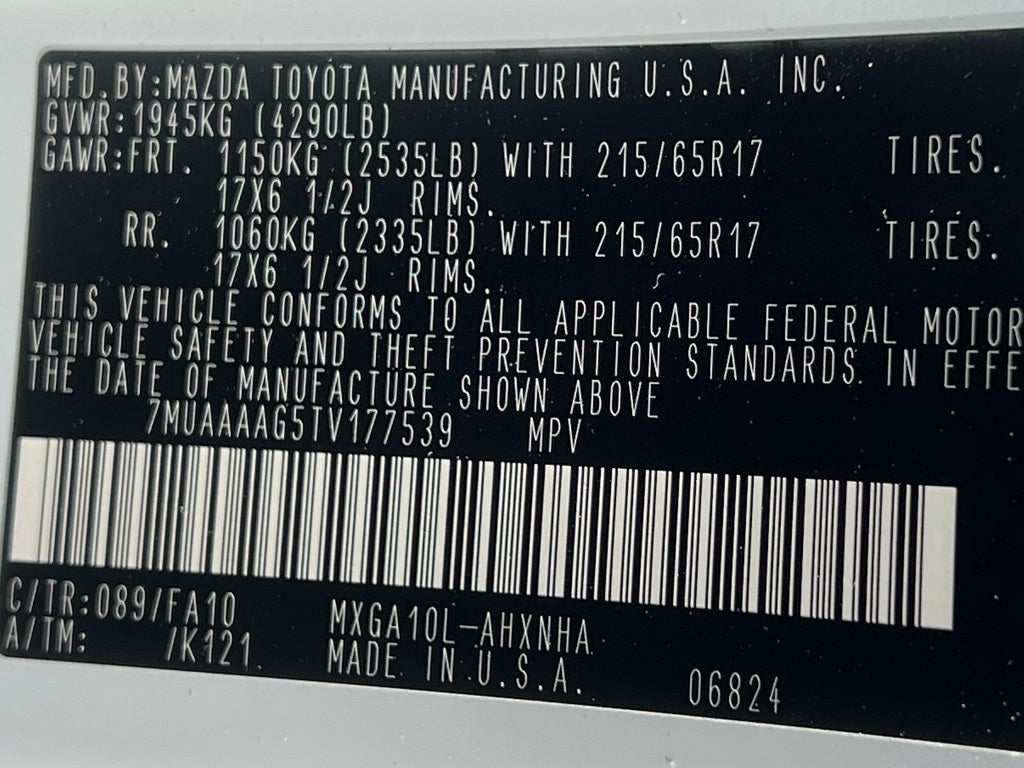 MFD.BY:MAZDA TOYOTA MANUFACTURING U.S.A. INC.
GVWR:1945KG (4290LB)
GAWR:FRT. 1150KG (2535LB) WITH 215/65R17 TIRES.
17X6 1/2J RIMS.
RR. 1060KG (2335LB) WITH 215/65R17 TIRES.
17X6 1/2J RIMS.
THIS VEHICLE CONFORMS TO ALL APPLICABLE FEDERAL MOTOR
VEHICLE SAFETY AND THEFT PREVENTION STANDARDS IN EFFE
THE DATE OF MANUFACTURE SHOWN ABOVE
7MUAAAAG5TV177539 MPV
C/TR:089/FA10 MXGA10L-AHXNHA
A/TM: /K121 MADE IN U.S.A. 06824